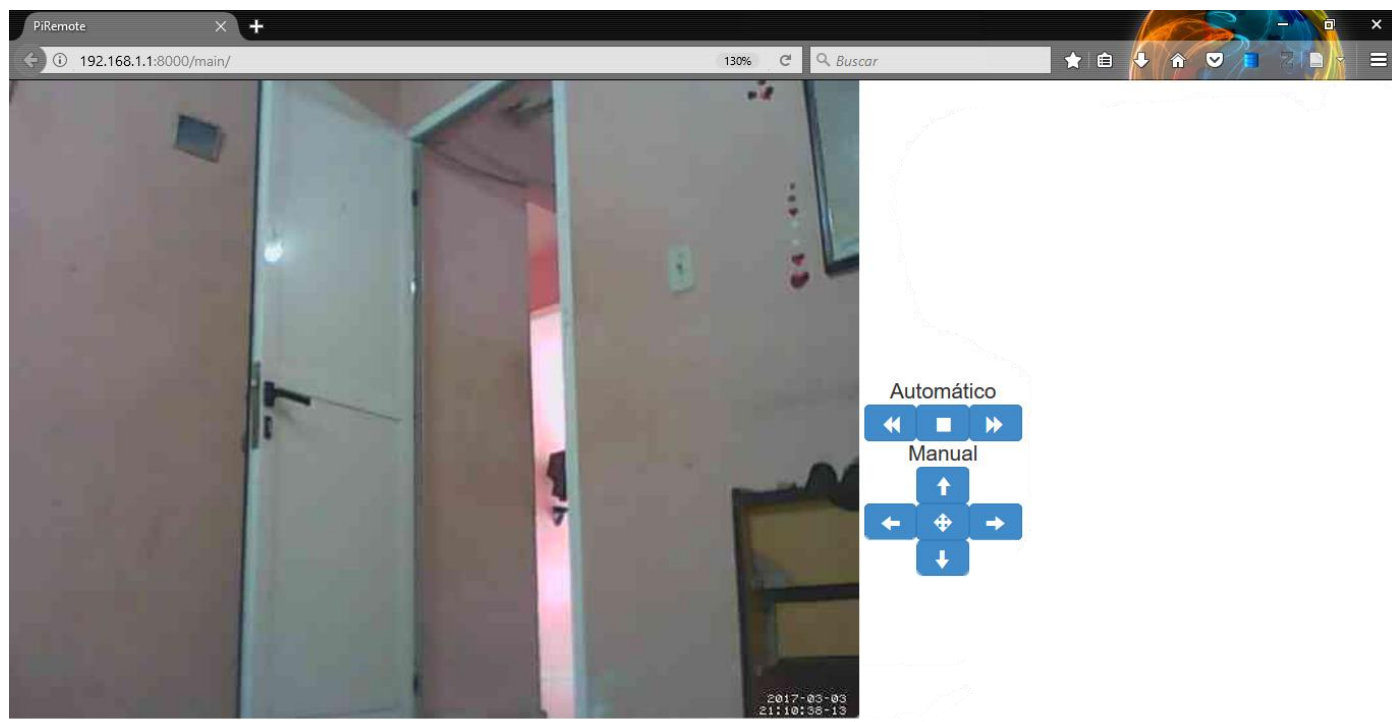 PiRemote
192.168.1.1:8000/main/
130%
Buscar
Automático
Manual
2017-03-03
21:10:38-13